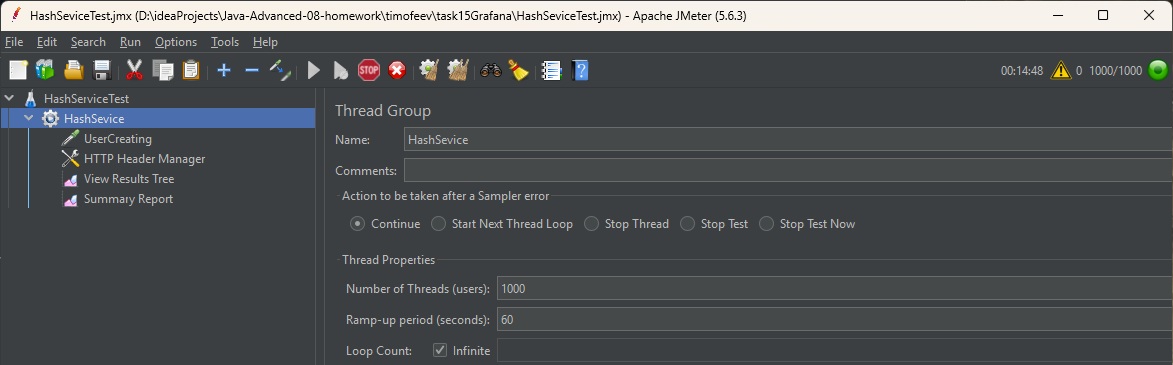 HashSeviceTest.jmx (D:\ideaProjects\Java-Advanced-08-homework\timofeev\task15Grafana\HashSeviceTest.jmx) - Apache JMeter (5.6.3)
File Edit Search Run Options Tools Help
STOP 00:14:48 0 1000/1000
HashServiceTest
HashSevice
UserCreating
HTTP Header Manager
View Results Tree
Summary Report
Thread Group
Name: HashSevice
Comments:
Action to be taken after a Sampler error
Continue Start Next Thread Loop Stop Thread Stop Test Stop Test Now
Thread Properties
Number of Threads (users): 1000
Ramp-up period (seconds): 60
Loop Count: Infinite